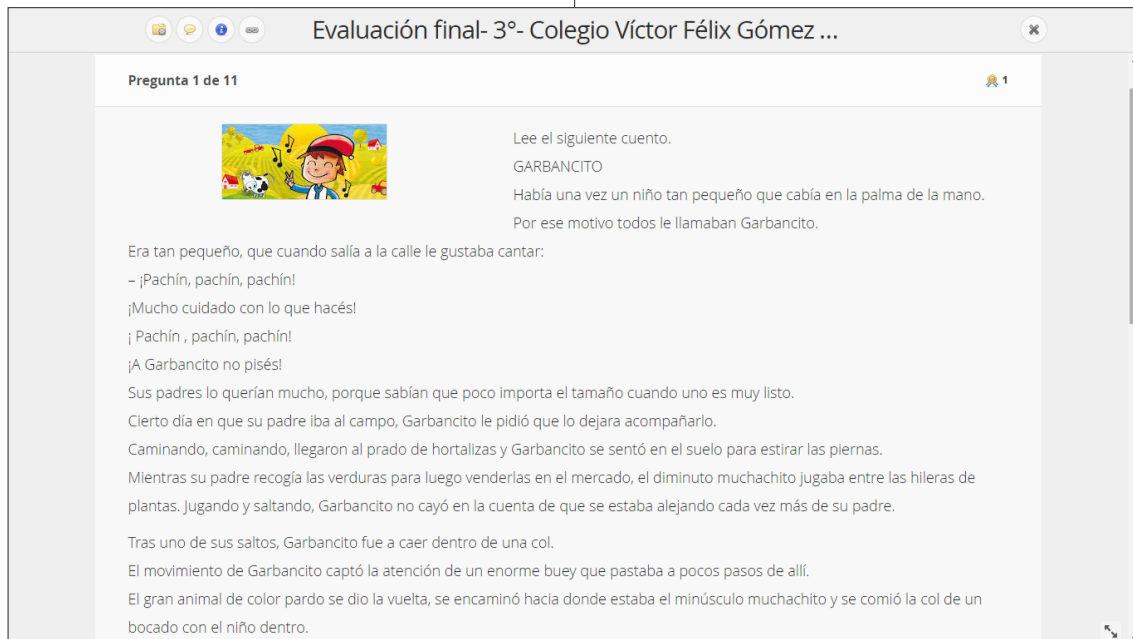 Evaluación final- 3°- Colegio Víctor Félix Gómez ...
Pregunta 1 de 11
1
Lee el siguiente cuento.
GARBANCITO
Había una vez un niño tan pequeño que cabía en la palma de la mano.
Por ese motivo todos le llamaban Garbancito.
Era tan pequeño, que cuando salía a la calle le gustaba cantar:
– ¡Pachín, pachín, pachín!
¡Mucho cuidado con lo que hacés!
¡ Pachín , pachín, pachín!
¡A Garbancito no pisés!
Sus padres lo querían mucho, porque sabían que poco importa el tamaño cuando uno es muy listo.
Cierto día en que su padre iba al campo, Garbancito le pidió que lo dejara acompañarlo.
Caminando, caminando, llegaron al prado de hortalizas y Garbancito se sentó en el suelo para estirar las piernas.
Mientras su padre recogía las verduras para luego venderlas en el mercado, el diminuto muchachito jugaba entre las hileras de
plantas. Jugando y saltando, Garbancito no cayó en la cuenta de que se estaba alejando cada vez más de su padre.
Tras uno de sus saltos, Garbancito fue a caer dentro de una col.
El movimiento de Garbancito captó la atención de un enorme buey que pastaba a pocos pasos de allí.
El gran animal de color pardo se dio la vuelta, se encaminó hacia donde estaba el minúsculo muchachito y se comió la col de un
bocado con el niño dentro.